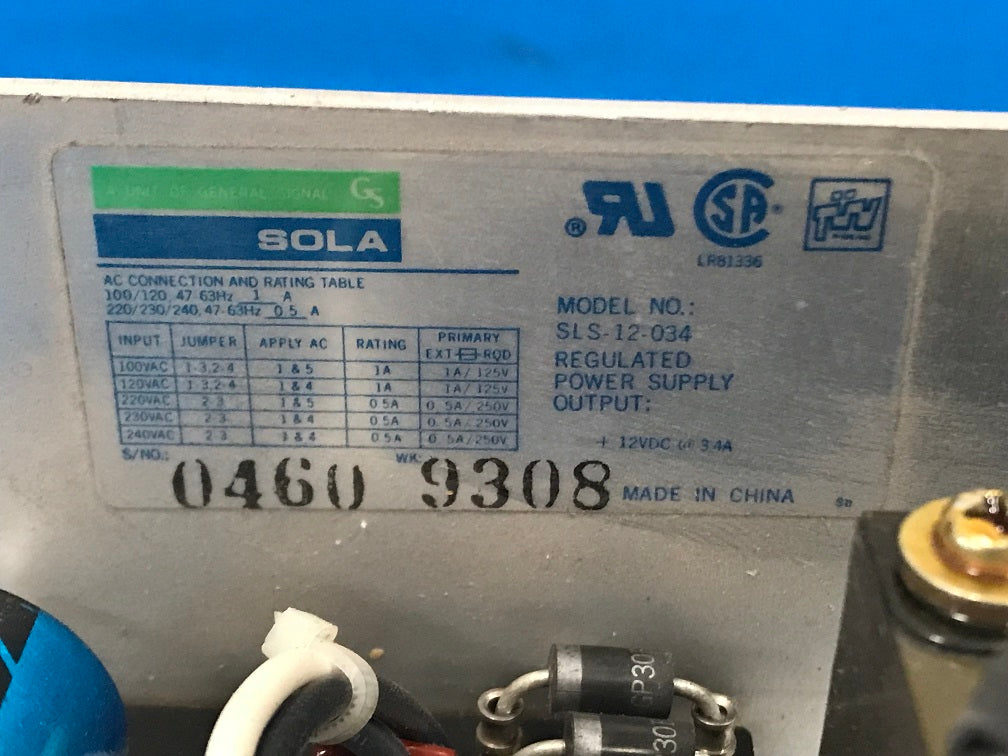 A UNIT OF GENERAL SIGNAL GS
SOLA
AC CONNECTION AND RATING TABLE
100/120, 47-63Hz 1 A
220/230/240, 47-63Hz 0.5 A
INPUT JUMPER APPLY AC RATING PRIMARY EXT RQD
100VAC 1-3,2-4 1 & 5 1A 1A/125V
120VAC 1-3,2-4 1 & 4 1A 1A/125V
220VAC 2-3 1 & 5 0.5A 0.5A/250V
230VAC 2-3 1 & 4 0.5A 0.5A/250V
240VAC 2-3 1 & 4 0.5A 0.5A/250V
S/NO.: 0460 WK: 9308
® RU SA
LR81336
TÜV
MODEL NO.:
SLS-12-034
REGULATED
POWER SUPPLY
OUTPUT:
+ 12VDC @ 3.4A
MADE IN CHINA
GP30
30